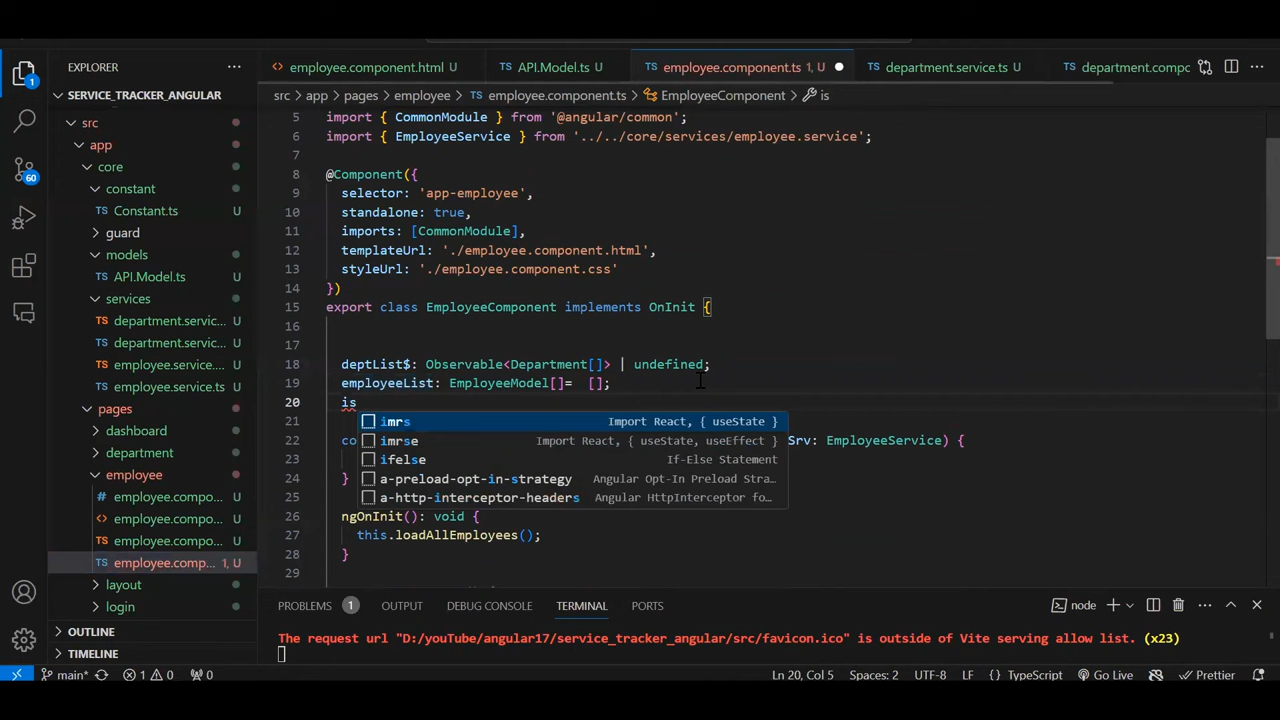 EXPLORER
SERVICE_TRACKER_ANGULAR
src
app
core
constant
Constant.ts U
guard
models
API.Model.ts U
services
department.servic... U
department.servic... U
employee.service.... U
employee.service.... U
pages
dashboard
department
employee
employee.compo... U
employee.compo... U
employee.compo... U
employee.comp... 1, U
layout
login
OUTLINE
TIMELINE
employee.component.html U
API.Model.ts U
employee.component.ts 1, U
department.service.ts U
department.compc
src > app > pages > employee > employee.component.ts > EmployeeComponent > is
5 import { CommonModule } from '@angular/common';
6 import { EmployeeService } from '../../core/services/employee.service';
7
8 @Component({
9 selector: 'app-employee',
10 standalone: true,
11 imports: [CommonModule],
12 templateUrl: './employee.component.html',
13 styleUrl: './employee.component.css'
14 })
15 export class EmployeeComponent implements OnInit {
16
17
18 deptList$: Observable<Department[]> | undefined;
19 employeeList: EmployeeModel[]= [];
20 is
imrs Import React, { useState }
imrse Import React, { useState, useEffect }
ifelse If-Else Statement
a-preload-opt-in-strategy Angular Opt-In Preload Stra...
a-http-interceptor-headers Angular HttpInterceptor fo...
21
22 co Srv: EmployeeService) {
23
24 }
25
26 ngOnInit(): void {
27 this.loadAllEmployees();
28 }
29
PROBLEMS 1 OUTPUT DEBUG CONSOLE TERMINAL PORTS
node
The request url "D:/youTube/angular17/service_tracker_angular/src/favicon.ico" is outside of Vite serving allow list. (x23)
1
60
main* 1 0 0
Ln 20, Col 5 Spaces: 2 UTF-8 LF {} TypeScript Go Live Prettier